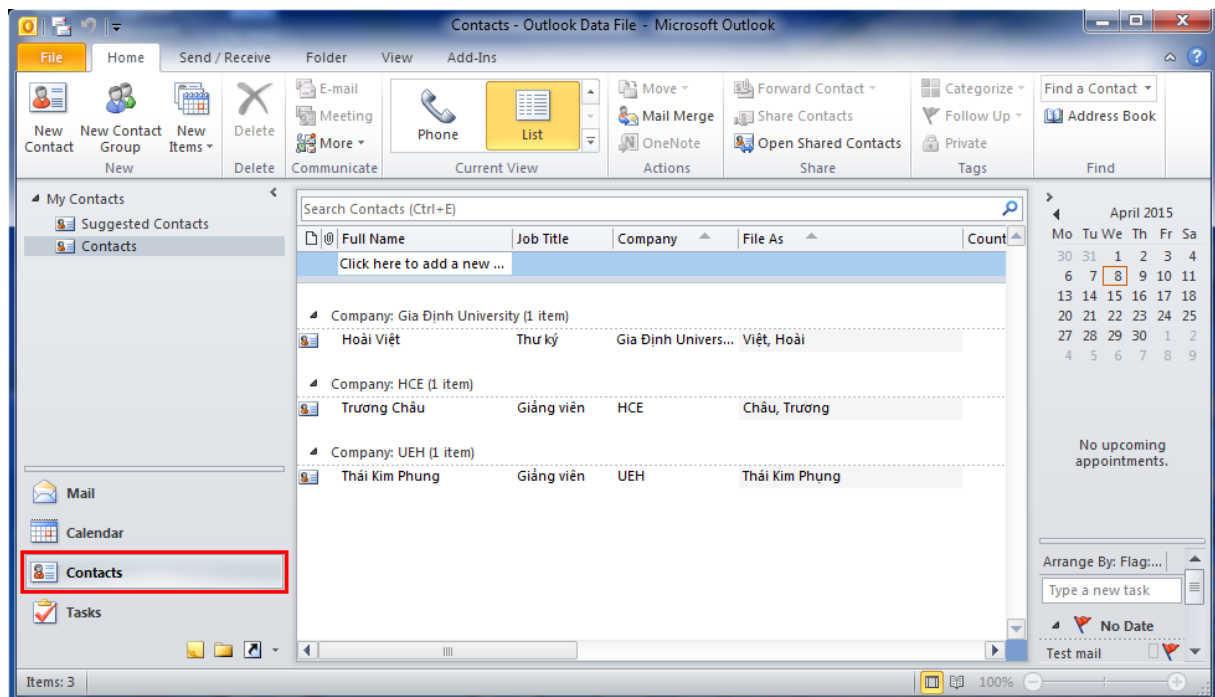 Contacts - Outlook Data File - Microsoft Outlook
File Home Send / Receive Folder View Add-Ins
New Contact
New Contact Group
New Items
New
Delete
Delete
E-mail
Meeting
More
Communicate
Phone
List
Current View
Move
Mail Merge
OneNote
Actions
Forward Contact
Share Contacts
Open Shared Contacts
Share
Categorize
Follow Up
Private
Tags
Find a Contact
Address Book
Find
My Contacts
Suggested Contacts
Contacts
Mail
Calendar
Contacts
Tasks
Search Contacts (Ctrl+E)
Full Name Job Title Company File As Count
Click here to add a new ...
Company: Gia Định University (1 item)
Hoài Việt Thư ký Gia Định Univers... Việt, Hoài
Company: HCE (1 item)
Trương Châu Giảng viên HCE Châu, Trương
Company: UEH (1 item)
Thái Kim Phụng Giảng viên UEH Thái Kim Phụng
April 2015
Mo Tu We Th Fr Sa
30 31 1 2 3 4
6 7 8 9 10 11
13 14 15 16 17 18
20 21 22 23 24 25
27 28 29 30 1 2
4 5 6 7 8 9
No upcoming
appointments.
Arrange By: Flag:...
Type a new task
No Date
Test mail
Items: 3
100%